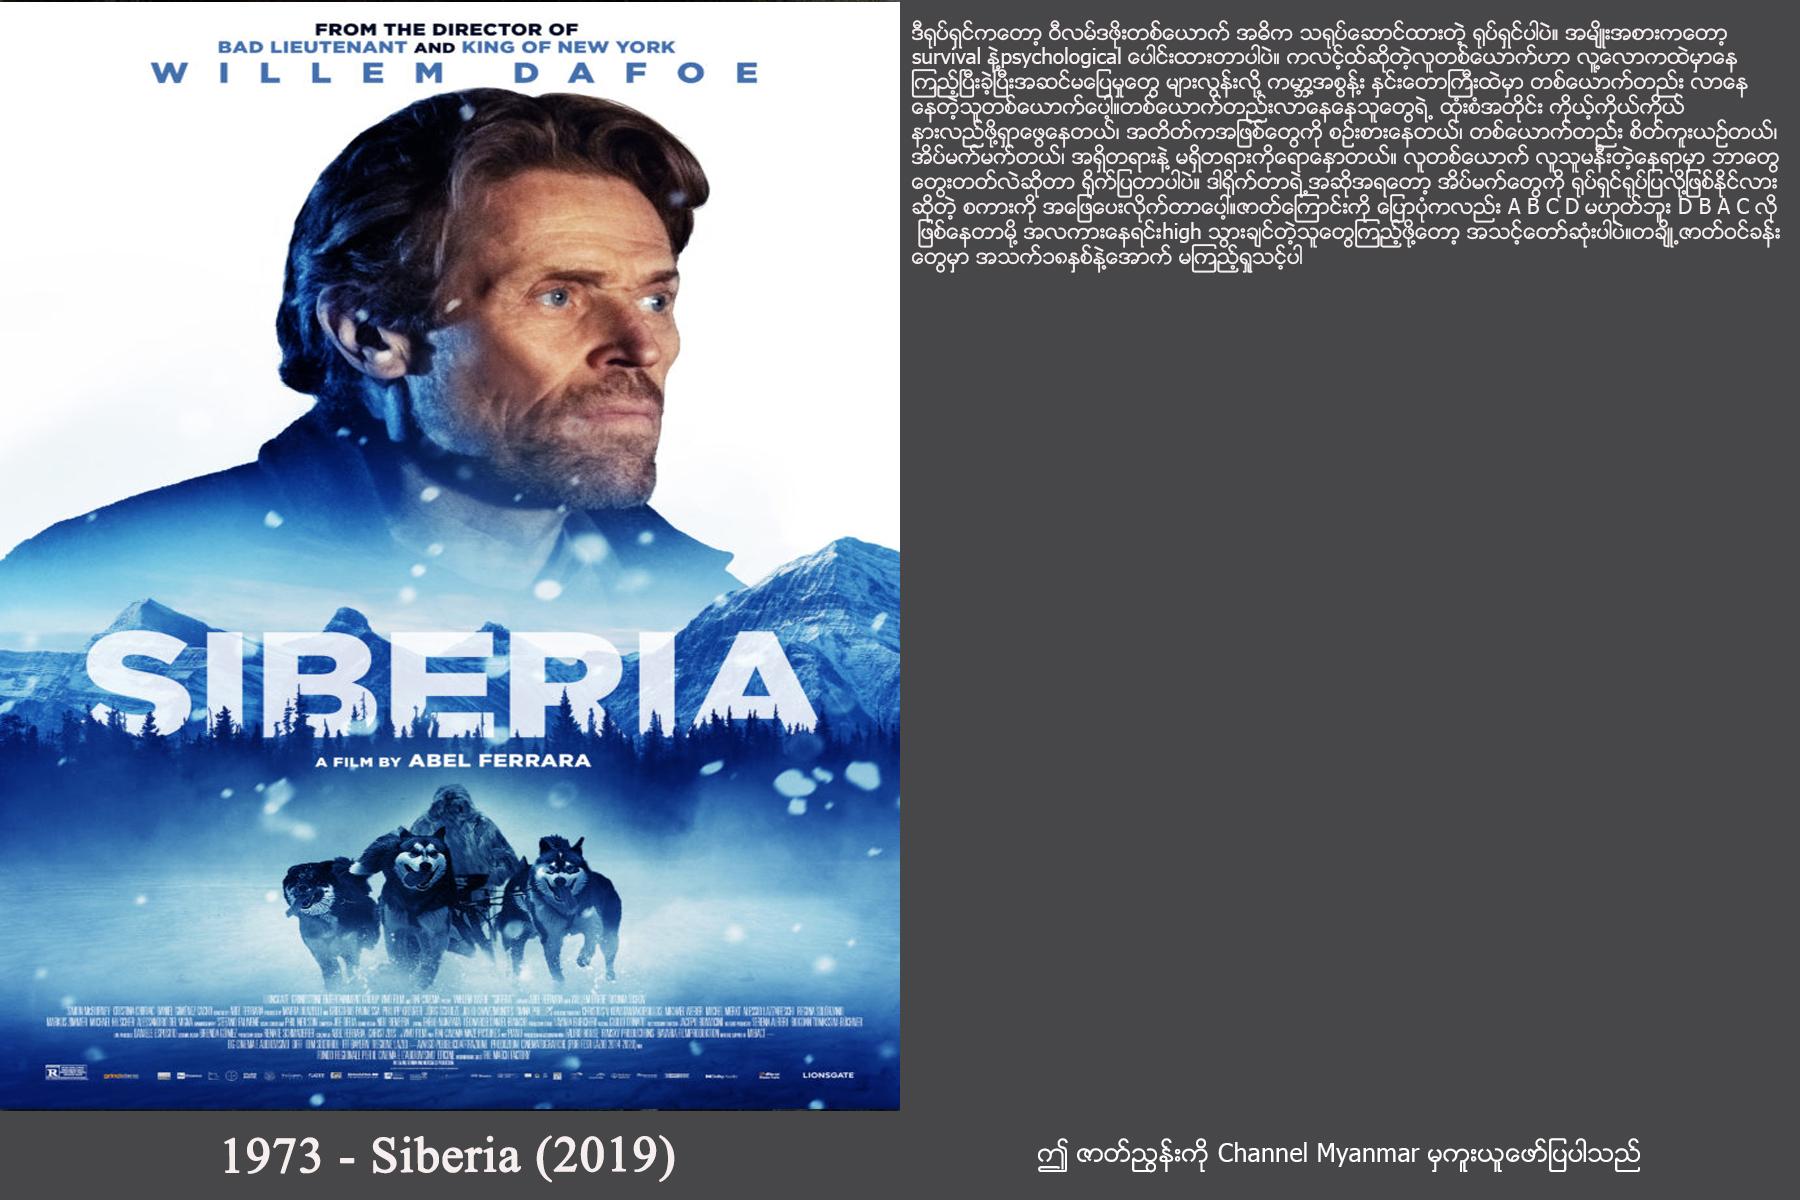 FROM THE DIRECTOR OF
BAD LIEUTENANT AND KING OF NEW YORK
WILLEM DAFOE
SIBERIA
A FILM BY ABEL FERRARA
R
LIONSGATE
1973 - Siberia (2019)
ဒီရုပ်ရှင်ကတော့ ဝီလမ်ဒဖိုးတစ်ယောက် အဓိက သရုပ်ဆောင်ထားတဲ့ ရုပ်ရှင်ပါပဲ။ အမျိုးအစားကတော့
survival နဲ့psychological ပေါင်းထားတာပါပဲ။ ကလင့်ထ်ဆိုတဲ့လူတစ်ယောက်ဟာ လူ့လောကထဲမှာနေ
ကြည့်ပြီးခဲ့ပြီးအဆင်မပြေမှုတွေ များလွန်းလို့ ကမ္ဘာ့အစွန်း နှင်းတောကြီးထဲမှာ တစ်ယောက်တည်း လာနေ
နေတဲ့သူတစ်ယောက်ပေါ့။တစ်ယောက်တည်းလာနေနေသူတွေရဲ့ ထုံးစံအတိုင်း ကိုယ့်ကိုယ်ကိုယ်
နားလည်ဖို့ရှာဖွေနေတယ်၊ အတိတ်ကအဖြစ်တွေကို စဉ်းစားနေတယ်၊ တစ်ယောက်တည်း စိတ်ကူးယဉ်တယ်၊
အိပ်မက်မက်တယ်၊ အရှိတရားနဲ့ မရှိတရားကိုရောနှောတယ်။ လူတစ်ယောက် လူသူမနီးတဲ့နေရာမှာ ဘာတွေ
တွေးတတ်လဲဆိုတာ ရိုက်ပြတာပါပဲ။ ဒါရိုက်တာရဲ့အဆိုအရတော့ အိပ်မက်တွေကို ရုပ်ရှင်ရုပ်ပြလို့ဖြစ်နိုင်လား
ဆိုတဲ့ စကားကို အဖြေပေးလိုက်တာပေါ့။ဇာတ်ကြောင်းကို ပြောပုံကလည်း A B C D မဟုတ်ဘူး D B A C လို
ဖြစ်နေတာမို့ အလကားနေရင်းhigh သွားချင်တဲ့သူတွေကြည့်ဖို့တော့ အသင့်တော်ဆုံးပါပဲ။တချို့ဇာတ်ဝင်ခန်း
တွေမှာ အသက်၁၈နှစ်နဲ့အောက် မကြည့်ရှုသင့်ပါ
ဤ ဇာတ်ညွှန်းကို Channel Myanmar မှကူးယူဖော်ပြပါသည်